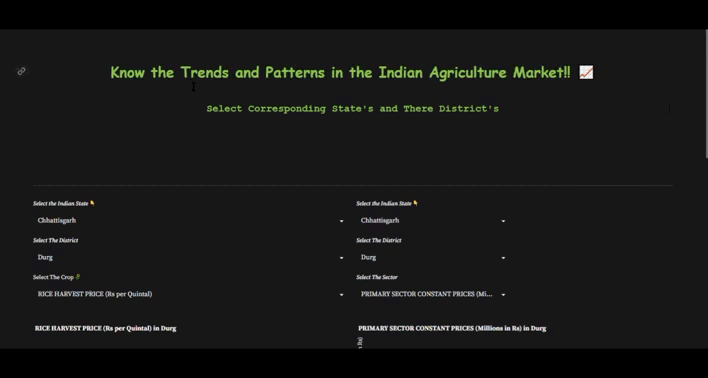 Know the Trends and Patterns in the Indian Agriculture Market!! 📈
Select Corresponding State's and There District's
Select the Indian State 👇
Chhattisgarh
Select The District
Durg
Select The Crop 🌾
RICE HARVEST PRICE (Rs per Quintal)
RICE HARVEST PRICE (Rs per Quintal) in Durg
Select the Indian State 👇
Chhattisgarh
Select The District
Durg
Select The Sector
PRIMARY SECTOR CONSTANT PRICES (Mi...
PRIMARY SECTOR CONSTANT PRICES (Millions in Rs) in Durg
Rs)